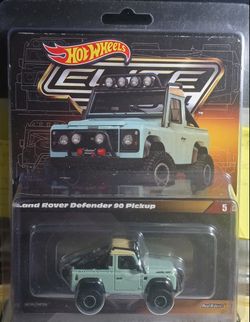 Hot Wheels
ELITE
Land Rover Defender 90 Pickup
5